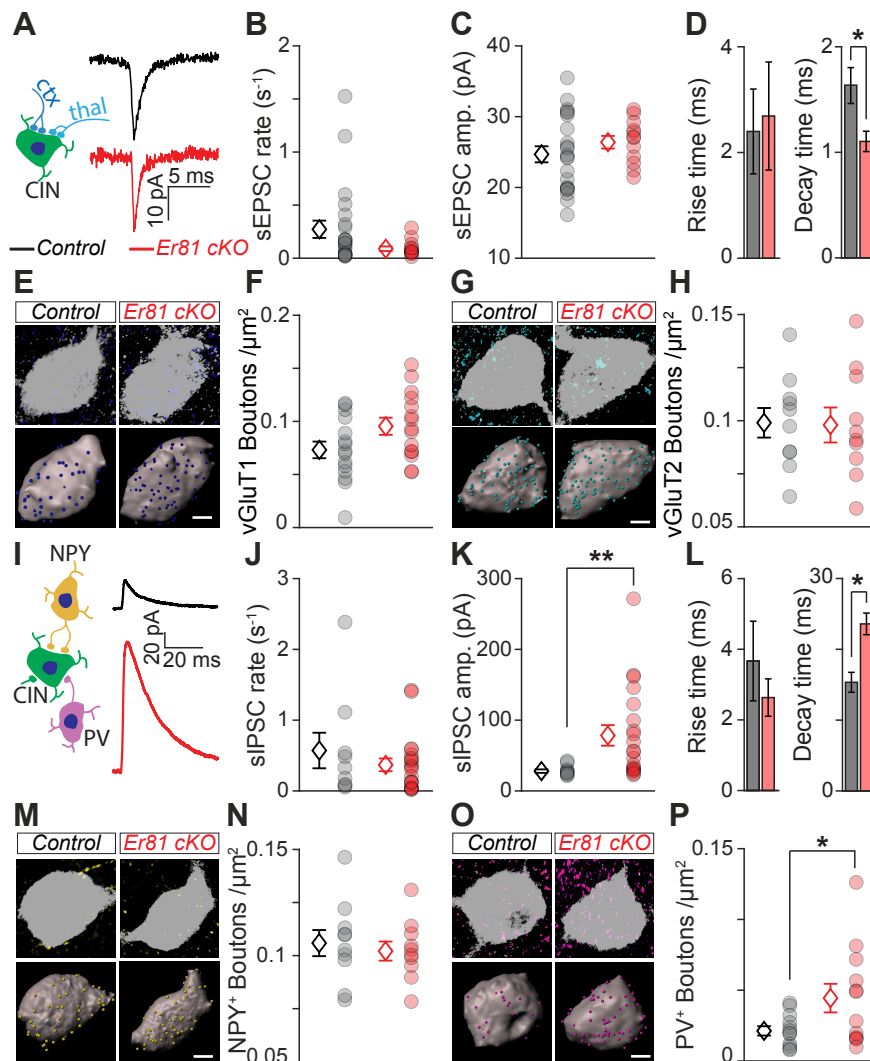 A
ctx
thal
CIN
5 ms
10 pA
Control
Er81 cKO
B
sEPSC rate (s⁻¹)
2
1
0
C
sEPSC amp. (pA)
40
30
20
10
D
Rise time (ms)
4
2
0
Decay time (ms)
2
1
0
*
E
Control
Er81 cKO
F
vGluT1 Boutons /µm²
0.2
0.1
0
G
Control
Er81 cKO
H
vGluT2 Boutons /µm²
0.15
0.1
0.05
I
NPY
CIN
PV
20 pA
20 ms
J
sIPSC rate (s⁻¹)
3
2
1
0
K
sIPSC amp. (pA)
300
200
100
0
**
L
Rise time (ms)
6
4
2
0
Decay time (ms)
30
0
*
M
Control
Er81 cKO
N
NPY⁺ Boutons /µm²
0.15
0.1
0.05
O
Control
Er81 cKO
P
PV⁺ Boutons /µm²
0.15
0
*